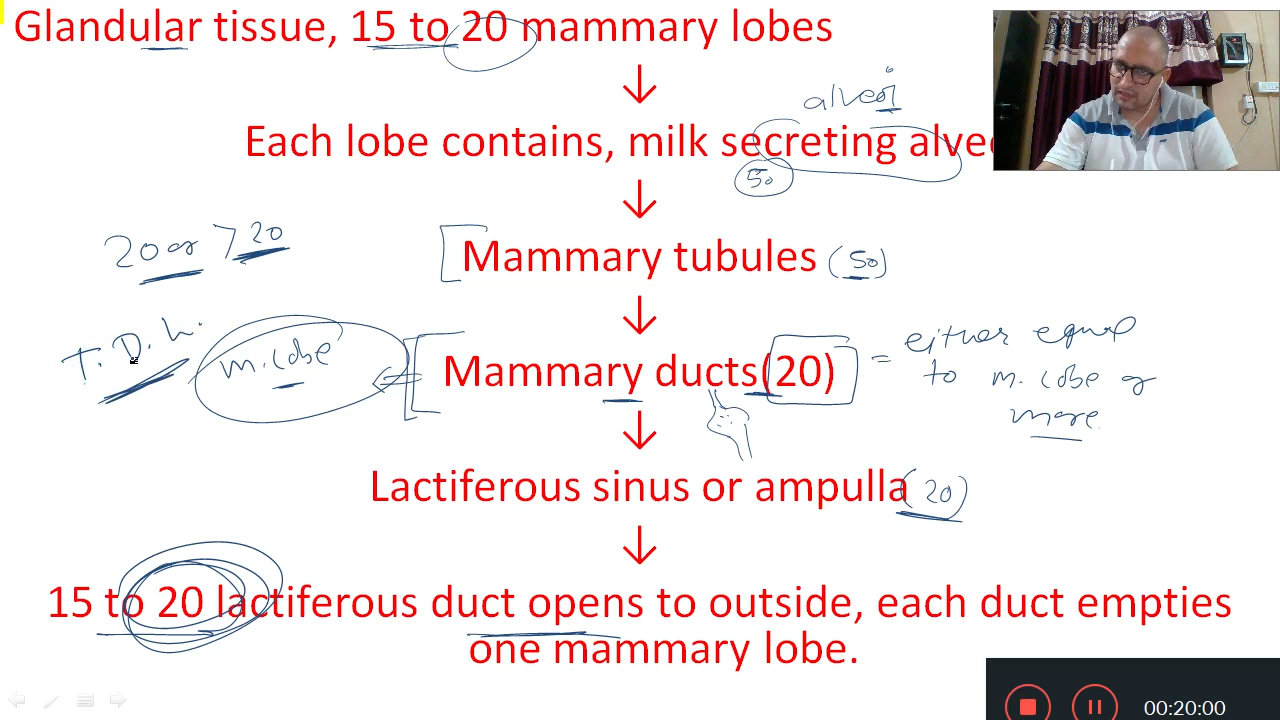 Glandular tissue, 15 to 20 mammary lobes
alveoi
Each lobe contains, milk secreting alve
50
20 or >20
Mammary tubules (50)
T. D. L.
m. lobe
Mammary ducts(20)
= either equal
to m. lobe or
more.
Lactiferous sinus or ampulla (20)
15 to 20 lactiferous duct opens to outside, each duct empties
one mammary lobe.
00:20:00